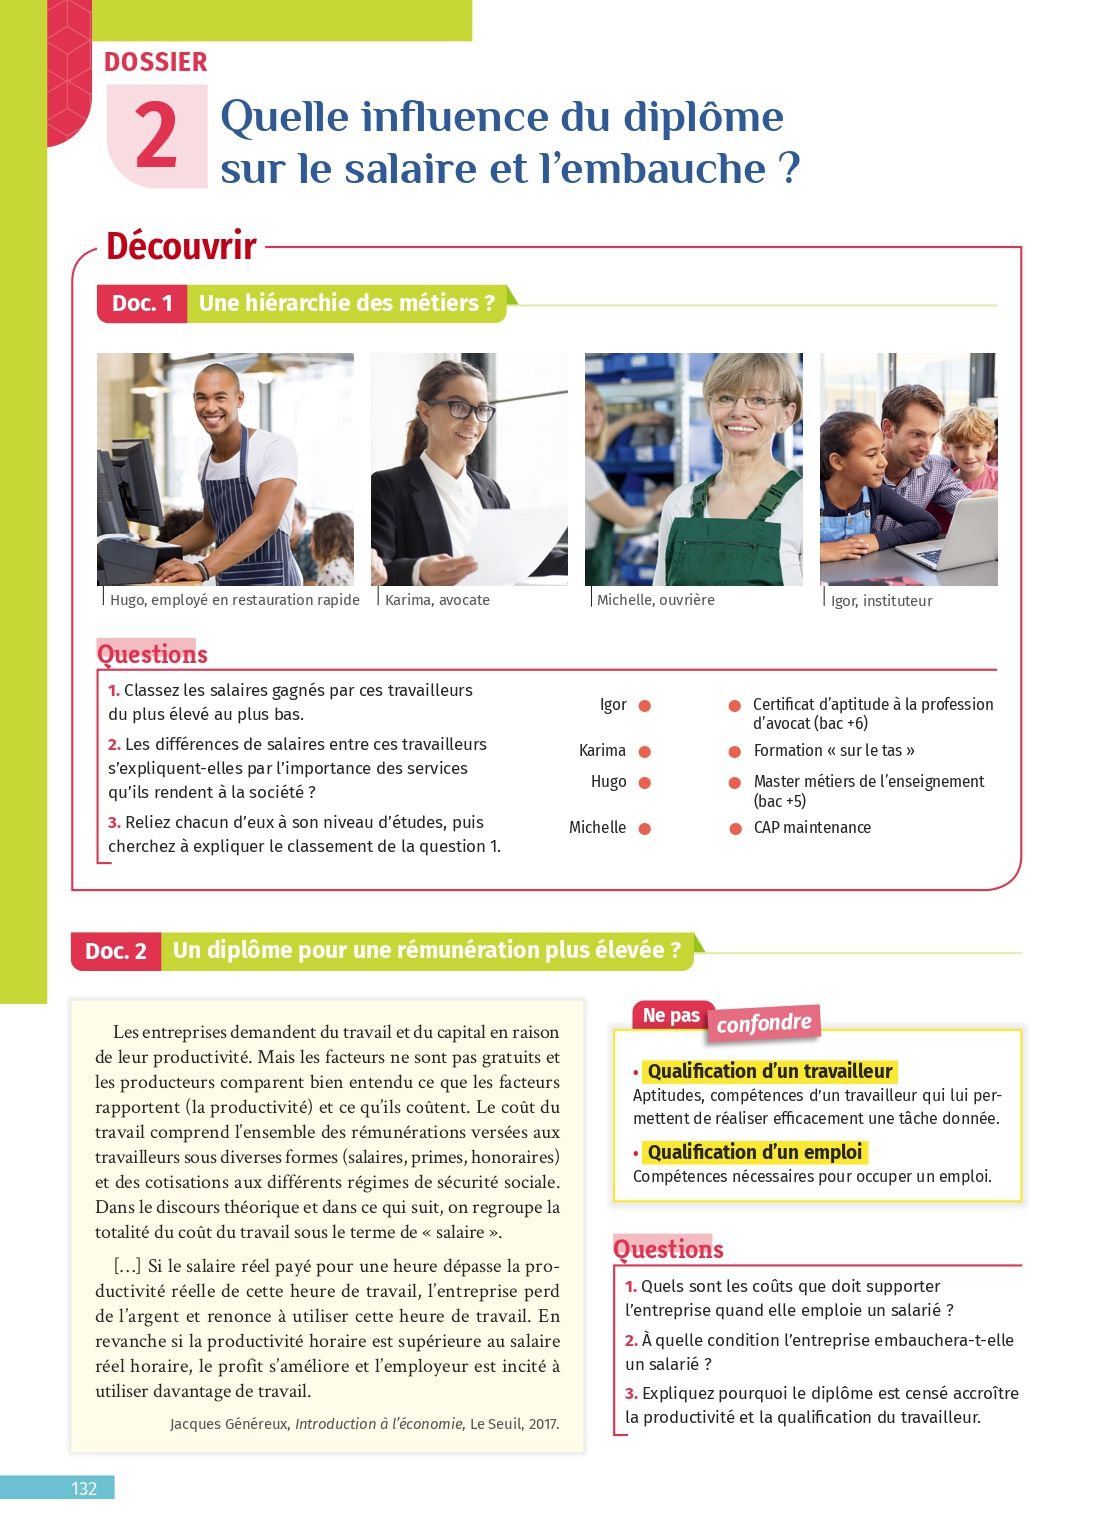 DOSSIER
2
Quelle influence du diplôme
sur le salaire et l’embauche ?
Découvrir
Doc. 1 Une hiérarchie des métiers ?
Hugo, employé en restauration rapide
Karima, avocate
Michelle, ouvrière
Igor, instituteur
Questions
1. Classez les salaires gagnés par ces travailleurs
du plus élevé au plus bas.
2. Les différences de salaires entre ces travailleurs
s’expliquent-elles par l’importance des services
qu’ils rendent à la société ?
3. Reliez chacun d’eux à son niveau d’études, puis
cherchez à expliquer le classement de la question 1.
Igor
Karima
Hugo
Michelle
Certificat d’aptitude à la profession
d’avocat (bac +6)
Formation « sur le tas »
Master métiers de l’enseignement
(bac +5)
CAP maintenance
Doc. 2 Un diplôme pour une rémunération plus élevée ?
Les entreprises demandent du travail et du capital en raison
de leur productivité. Mais les facteurs ne sont pas gratuits et
les producteurs comparent bien entendu ce que les facteurs
rapportent (la productivité) et ce qu’ils coûtent. Le coût du
travail comprend l’ensemble des rémunérations versées aux
travailleurs sous diverses formes (salaires, primes, honoraires)
et des cotisations aux différents régimes de sécurité sociale.
Dans le discours théorique et dans ce qui suit, on regroupe la
totalité du coût du travail sous le terme de « salaire ».
[…] Si le salaire réel payé pour une heure dépasse la pro-
ductivité réelle de cette heure de travail, l’entreprise perd
de l’argent et renonce à utiliser cette heure de travail. En
revanche si la productivité horaire est supérieure au salaire
réel horaire, le profit s’améliore et l’employeur est incité à
utiliser davantage de travail.
Jacques Généreux, Introduction à l’économie, Le Seuil, 2017.
Ne pas confondre
• Qualification d’un travailleur
Aptitudes, compétences d’un travailleur qui lui per-
mettent de réaliser efficacement une tâche donnée.
• Qualification d’un emploi
Compétences nécessaires pour occuper un emploi.
Questions
1. Quels sont les coûts que doit supporter
l’entreprise quand elle emploie un salarié ?
2. À quelle condition l’entreprise embauchera-t-elle
un salarié ?
3. Expliquez pourquoi le diplôme est censé accroître
la productivité et la qualification du travailleur.
132